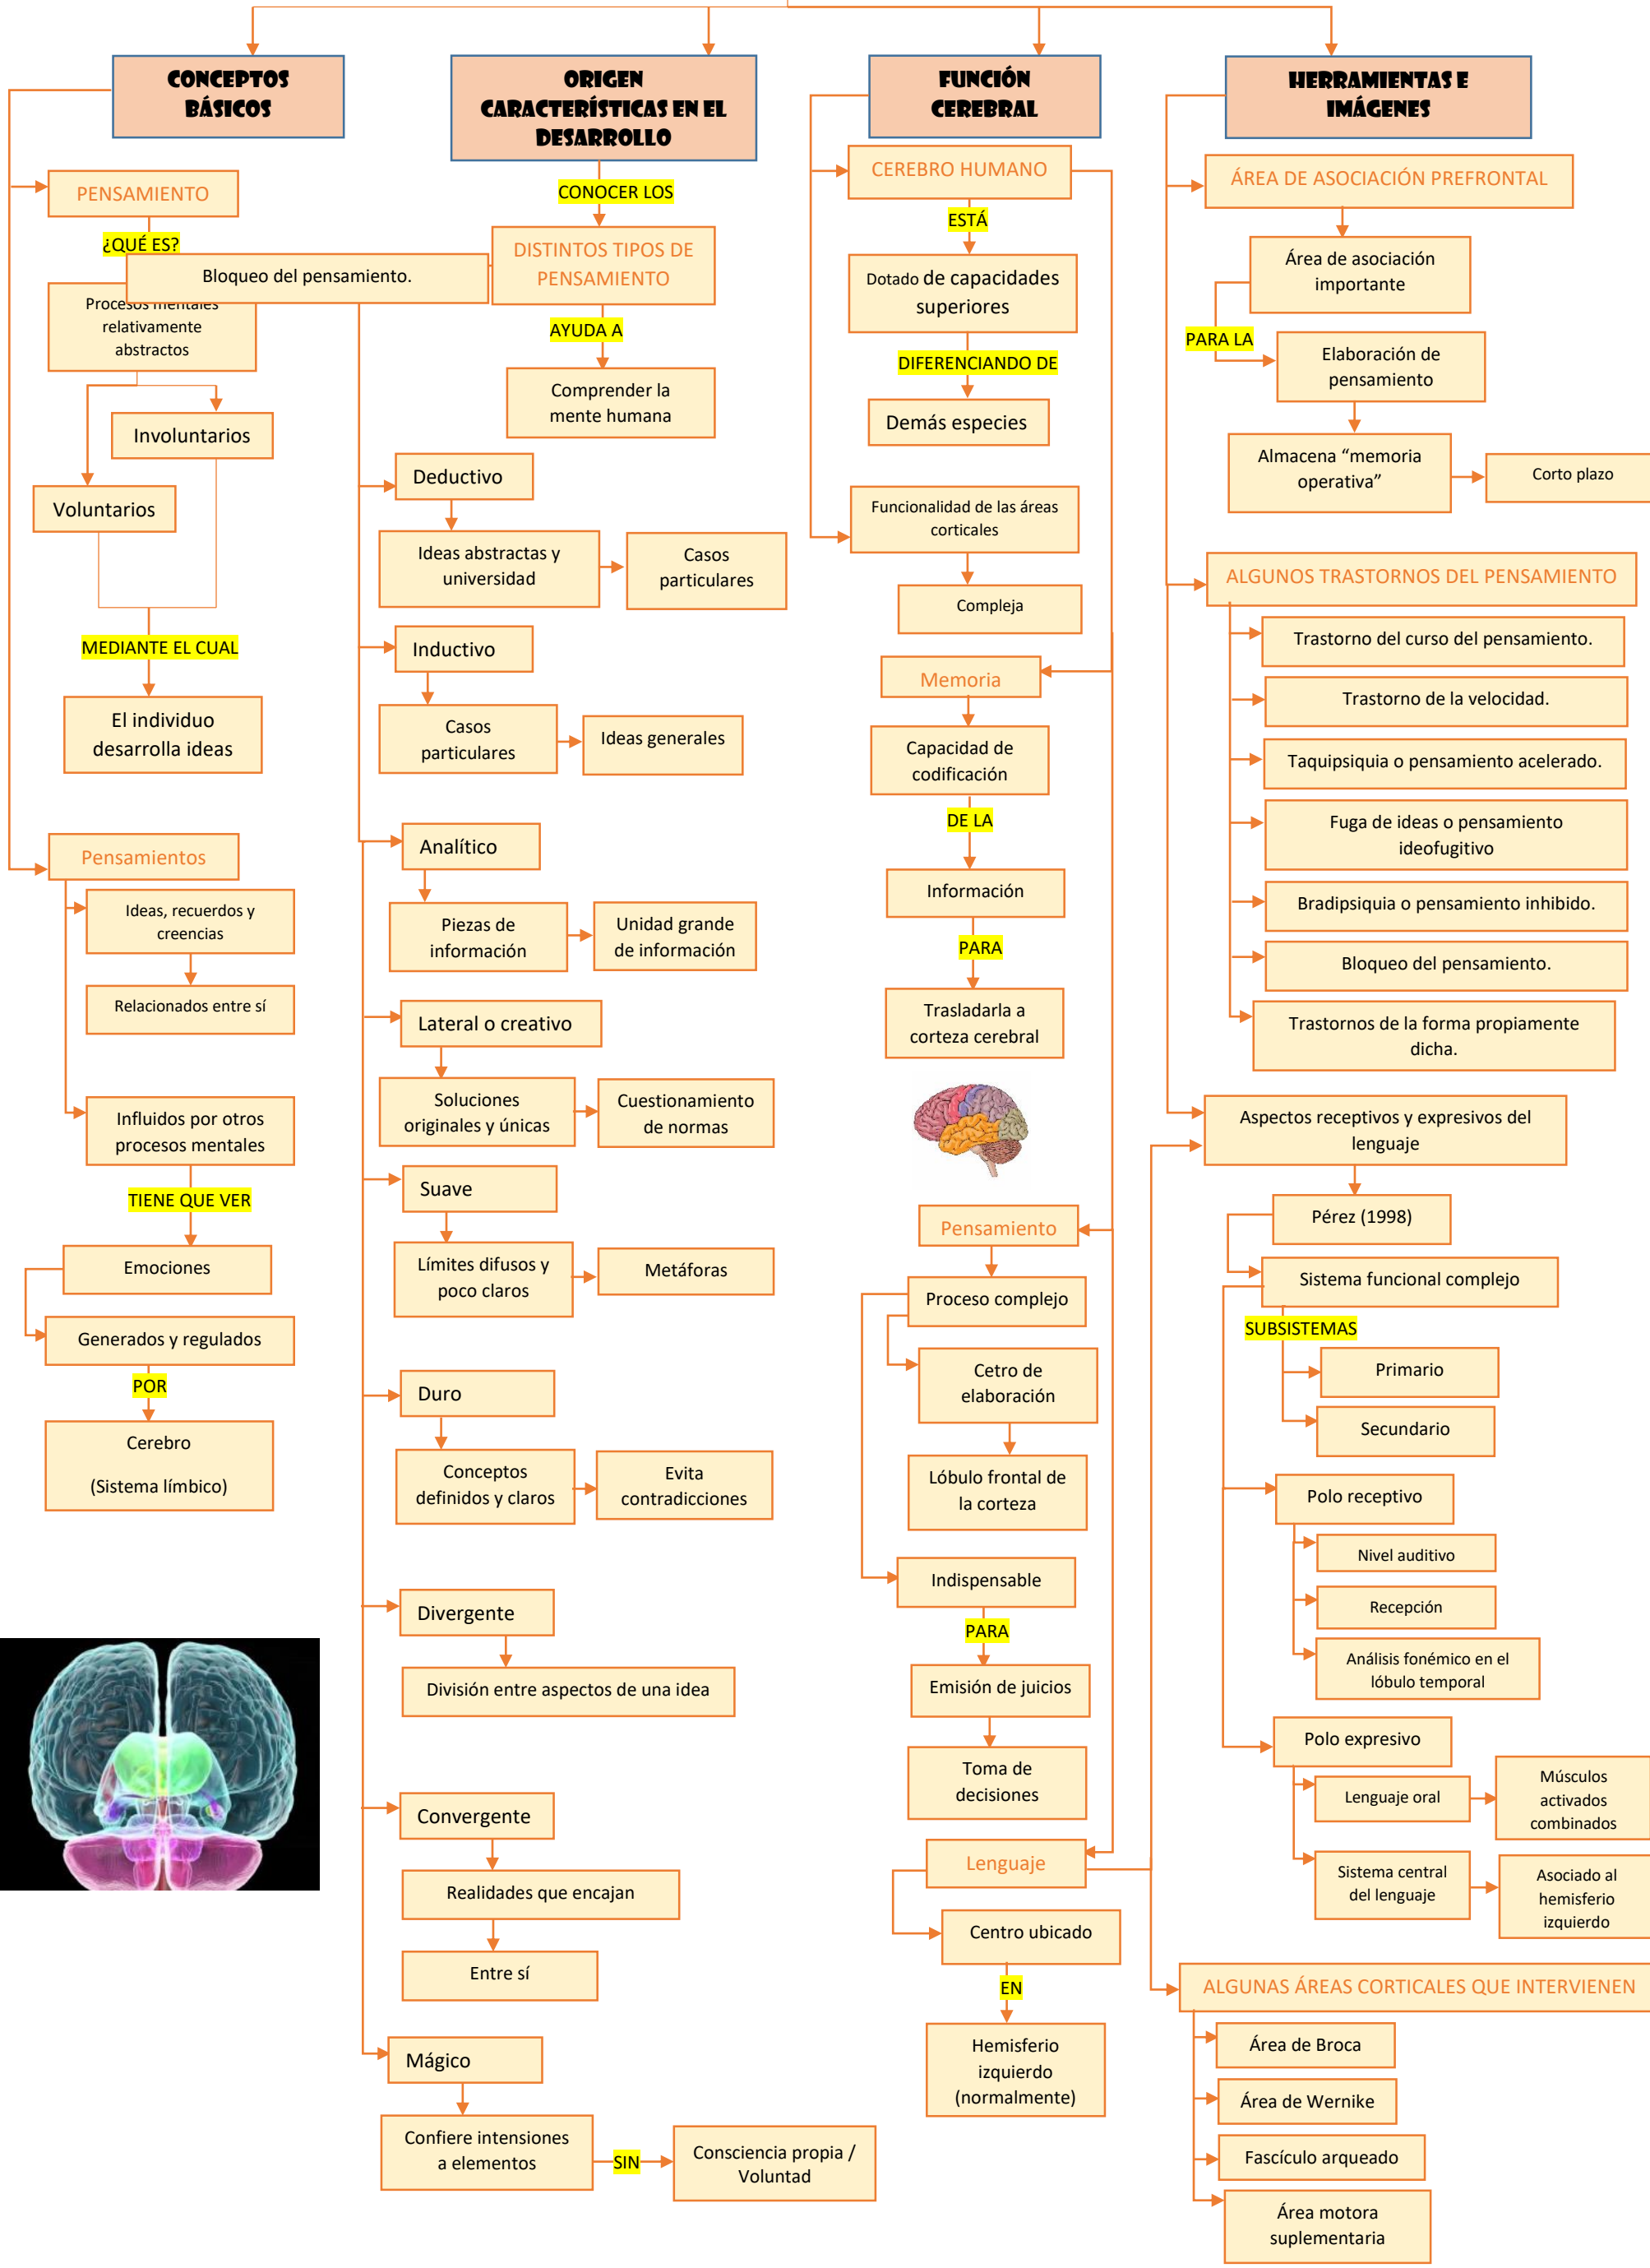 CONCEPTOS
BÁSICOS
PENSAMIENTO
¿QUÉ ES?
Procesos mentales
relativamente
abstractos
Involuntarios
Voluntarios
MEDIANTE EL CUAL
El individuo
desarrolla ideas
Pensamientos
Ideas, recuerdos y
creencias
Relacionados entre sí
Influidos por otros
procesos mentales
TIENE QUE VER
Emociones
Generados y regulados
POR
Cerebro
(Sistema límbico)
ORIGEN
CARACTERÍSTICAS EN EL
DESARROLLO
CONOCER LOS
DISTINTOS TIPOS DE
PENSAMIENTO
Bloqueo del pensamiento.
AYUDA A
Comprender la
mente humana
Deductivo
Ideas abstractas y
universidad
Casos
particulares
Inductivo
Casos
particulares
Ideas generales
Analítico
Piezas de
información
Unidad grande
de información
Lateral o creativo
Soluciones
originales y únicas
Cuestionamiento
de normas
Suave
Límites difusos y
poco claros
Metáforas
Duro
Conceptos
definidos y claros
Evita
contradicciones
Divergente
División entre aspectos de una idea
Convergente
Realidades que encajan
Entre sí
Mágico
Confiere intensiones
a elementos
SIN
Consciencia propia /
Voluntad
FUNCIÓN
CEREBRAL
CEREBRO HUMANO
ESTÁ
Dotado de capacidades
superiores
DIFERENCIANDO DE
Demás especies
Funcionalidad de las áreas
corticales
Compleja
Memoria
Capacidad de
codificación
DE LA
Información
PARA
Trasladarla a
corteza cerebral
Pensamiento
Proceso complejo
Cetro de
elaboración
Lóbulo frontal de
la corteza
Indispensable
PARA
Emisión de juicios
Toma de
decisiones
Lenguaje
Centro ubicado
EN
Hemisferio
izquierdo
(normalmente)
HERRAMIENTAS E
IMÁGENES
ÁREA DE ASOCIACIÓN PREFRONTAL
Área de asociación
importante
PARA LA
Elaboración de
pensamiento
Almacena “memoria
operativa”
Corto plazo
ALGUNOS TRASTORNOS DEL PENSAMIENTO
Trastorno del curso del pensamiento.
Trastorno de la velocidad.
Taquipsiquia o pensamiento acelerado.
Fuga de ideas o pensamiento
ideofugitivo
Bradipsiquia o pensamiento inhibido.
Bloqueo del pensamiento.
Trastornos de la forma propiamente
dicha.
Aspectos receptivos y expresivos del
lenguaje
Pérez (1998)
Sistema funcional complejo
SUBSISTEMAS
Primario
Secundario
Polo receptivo
Nivel auditivo
Recepción
Análisis fonémico en el
lóbulo temporal
Polo expresivo
Lenguaje oral
Músculos
activados
combinados
Sistema central
del lenguaje
Asociado al
hemisferio
izquierdo
ALGUNAS ÁREAS CORTICALES QUE INTERVIENEN
Área de Broca
Área de Wernike
Fascículo arqueado
Área motora
suplementaria